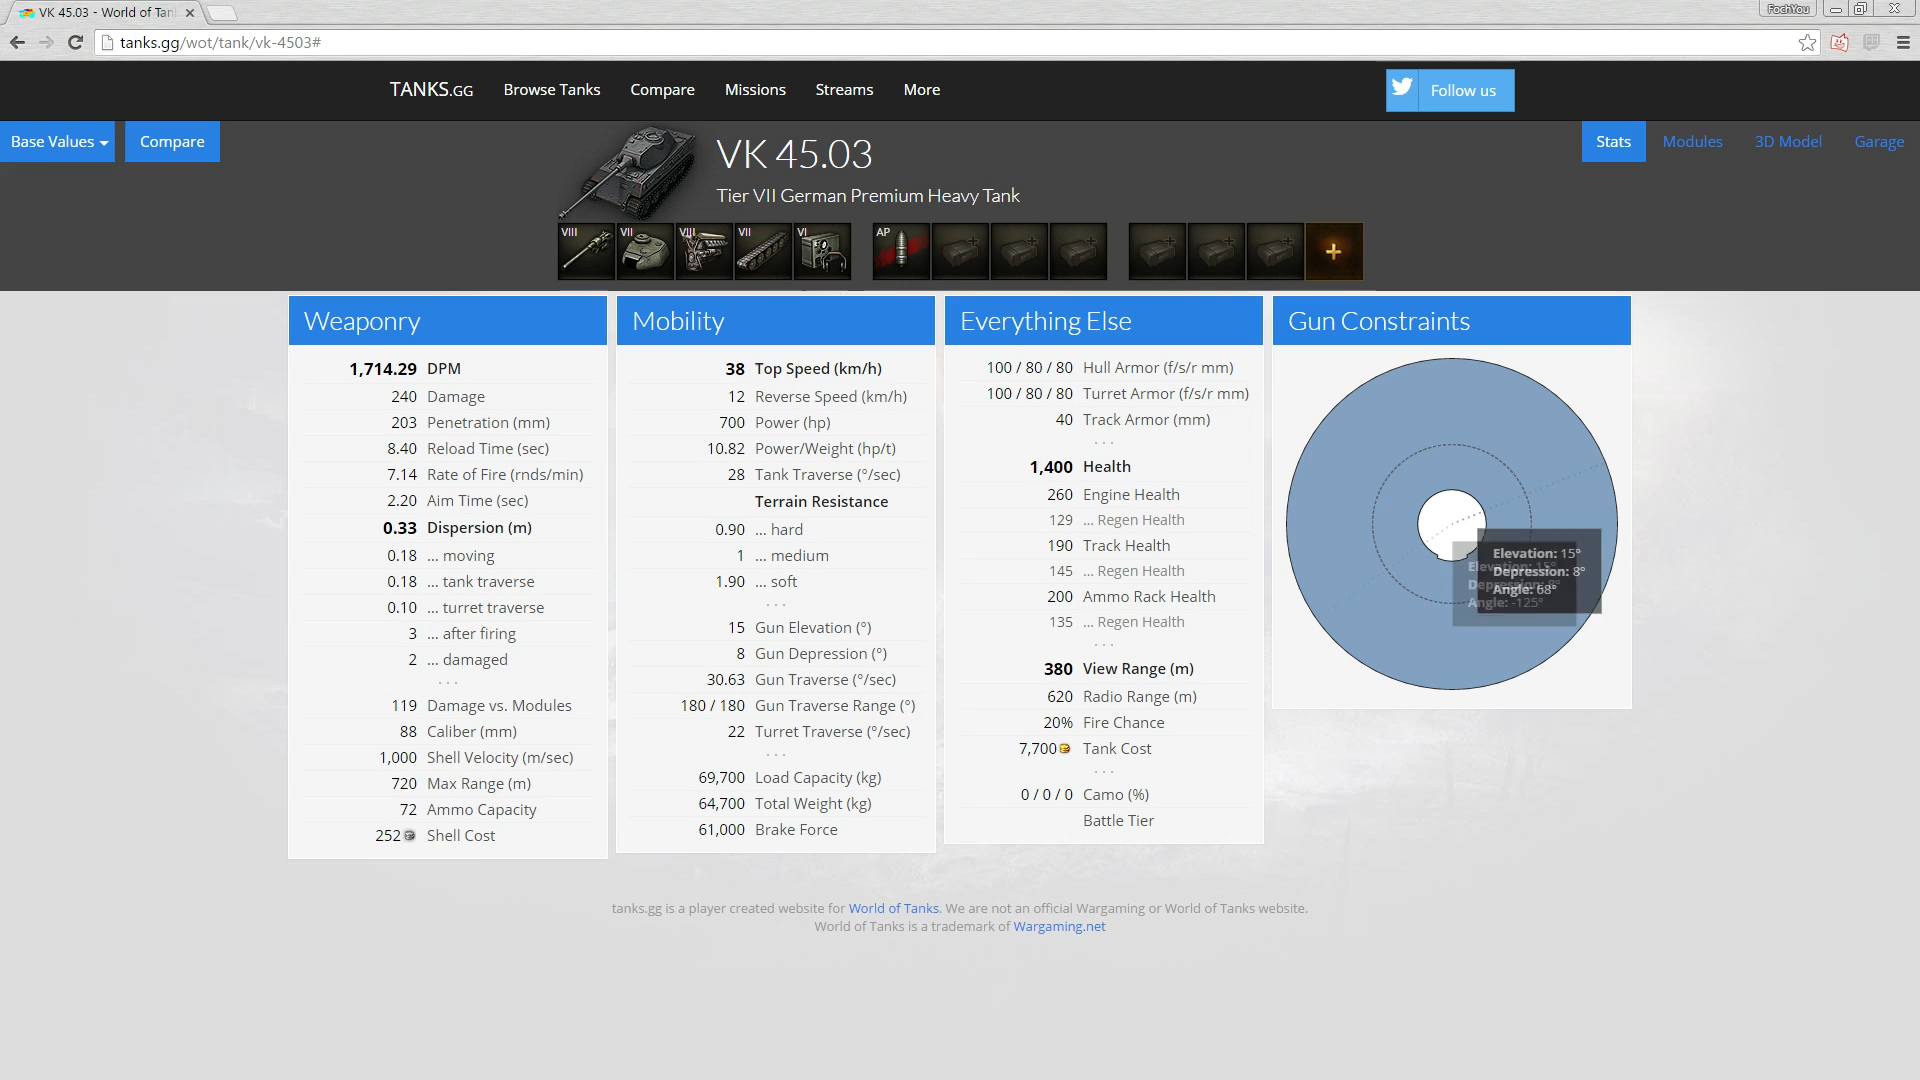 VK 45.03 - World of Tan
FochYou
tanks.gg/wot/tank/vk-4503#
TANKS.GG
Browse Tanks
Compare
Missions
Streams
More
Follow us
Base Values
Compare
VK 45.03
Tier VII German Premium Heavy Tank
Stats
Modules
3D Model
Garage
VIII
VII
VIII
VII
VI
AP
Weaponry
1,714.29 DPM
240 Damage
203 Penetration (mm)
8.40 Reload Time (sec)
7.14 Rate of Fire (rnds/min)
2.20 Aim Time (sec)
0.33 Dispersion (m)
0.18 ... moving
0.18 ... tank traverse
0.10 ... turret traverse
3 ... after firing
2 ... damaged
...
119 Damage vs. Modules
88 Caliber (mm)
1,000 Shell Velocity (m/sec)
720 Max Range (m)
72 Ammo Capacity
252 Shell Cost
Mobility
38 Top Speed (km/h)
12 Reverse Speed (km/h)
700 Power (hp)
10.82 Power/Weight (hp/t)
28 Tank Traverse (°/sec)
Terrain Resistance
0.90 ... hard
1 ... medium
1.90 ... soft
...
15 Gun Elevation (°)
8 Gun Depression (°)
30.63 Gun Traverse (°/sec)
180 / 180 Gun Traverse Range (°)
22 Turret Traverse (°/sec)
...
69,700 Load Capacity (kg)
64,700 Total Weight (kg)
61,000 Brake Force
Everything Else
100 / 80 / 80 Hull Armor (f/s/r mm)
100 / 80 / 80 Turret Armor (f/s/r mm)
40 Track Armor (mm)
...
1,400 Health
260 Engine Health
129 ... Regen Health
190 Track Health
145 ... Regen Health
200 Ammo Rack Health
135 ... Regen Health
...
380 View Range (m)
620 Radio Range (m)
20% Fire Chance
7,700 Tank Cost
...
0 / 0 / 0 Camo (%)
Battle Tier
Gun Constraints
Elevation: 15°
Depression: 8°
Angle: 68°
Elevation: 15°
Depression: 8°
Angle: -125°
tanks.gg is a player created website for World of Tanks. We are not an official Wargaming or World of Tanks website.
World of Tanks is a trademark of Wargaming.net